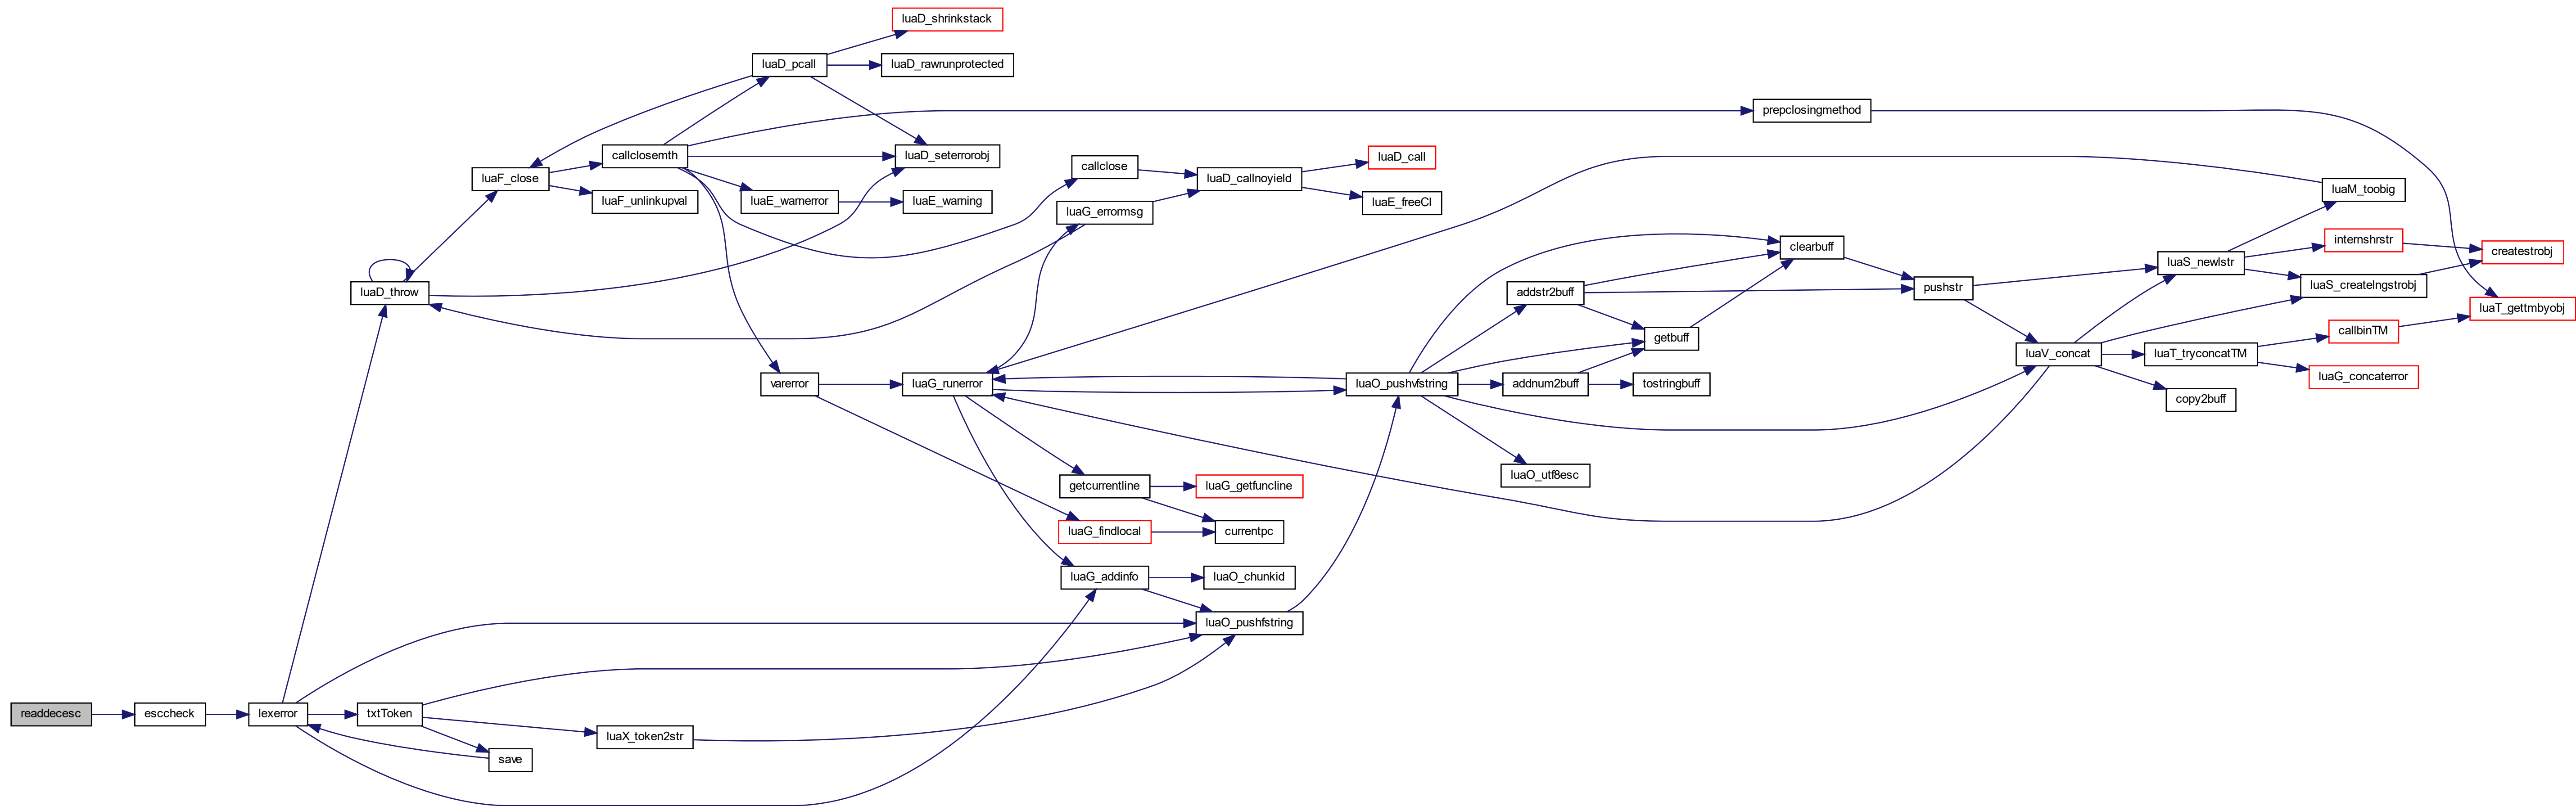 luaD_shrinkstack
luaD_pcall
luaD_rawrunprotected
prepclosingmethod
callclosemth
luaD_seterrorobj
luaF_close
luaF_unlinkupval
luaE_warnerror
luaE_warning
callclose
luaD_call
luaD_callnoyield
luaE_freeCI
luaG_errormsg
luaM_toobig
clearbuff
internshrstr
createstrobj
luaS_newlstr
luaD_throw
addstr2buff
pushstr
luaS_createlngstrobj
luaT_gettmbyobj
getbuff
callbinTM
luaV_concat
luaT_tryconcatTM
luaG_concaterror
varerror
luaG_runerror
luaO_pushvfstring
addnum2buff
tostringbuff
copy2buff
luaO_utf8esc
getcurrentline
luaG_getfuncline
luaG_findlocal
currentpc
luaG_addinfo
luaO_chunkid
luaO_pushfstring
readdecesc
esccheck
lexerror
txtToken
luaX_token2str
save